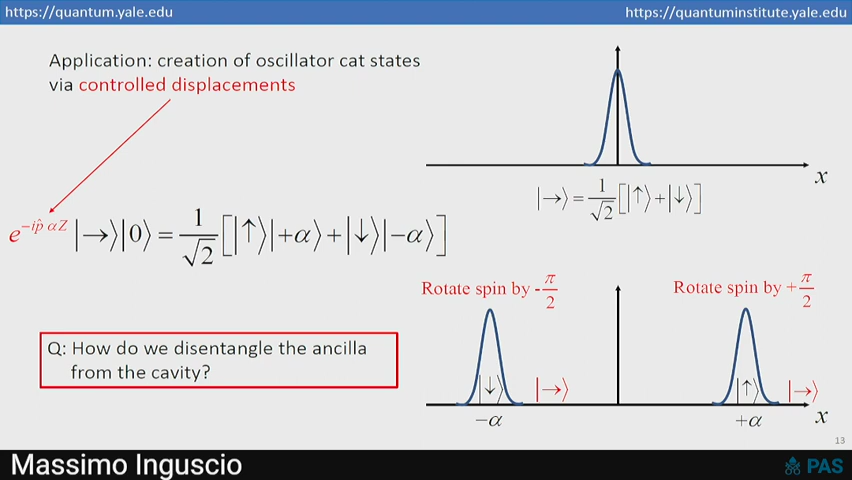 https://quantum.yale.edu
https://quantuminstitute.yale.edu
Application: creation of oscillator cat states
via controlled displacements
x
|→⟩ = 1/√2 [|↑⟩+|↓⟩]
e^{-ip̂ αZ} |→⟩|0⟩ = 1/√2 [|↑⟩|+α⟩+|↓⟩|−α⟩]
Rotate spin by - π/2
Rotate spin by + π/2
Q: How do we disentangle the ancilla
from the cavity?
|↓⟩ |→⟩
|↑⟩ |→⟩
−α
+α
x
13
Massimo Inguscio
PAS